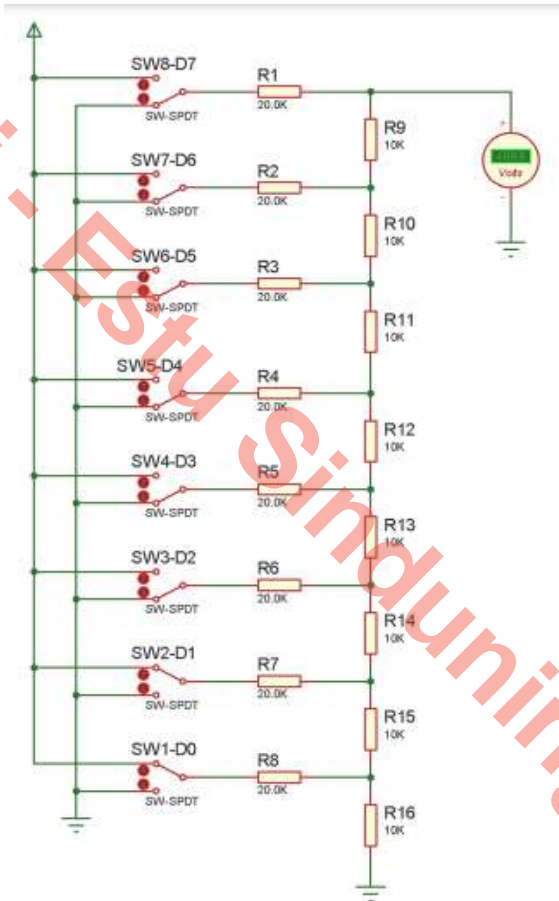 SW8-D7
SW-SPDT
R1
20.0K
R9
10K
Volts
SW7-D6
SW-SPDT
R2
20.0K
R10
10K
SW6-D5
SW-SPDT
R3
20.0K
R11
10K
SW5-D4
SW-SPDT
R4
20.0K
R12
10K
SW4-D3
SW-SPDT
R5
20.0K
R13
10K
SW3-D2
SW-SPDT
R6
20.0K
R14
10K
SW2-D1
SW-SPDT
R7
20.0K
R15
10K
SW1-D0
SW-SPDT
R8
20.0K
R16
10K
- Estu Sinduning